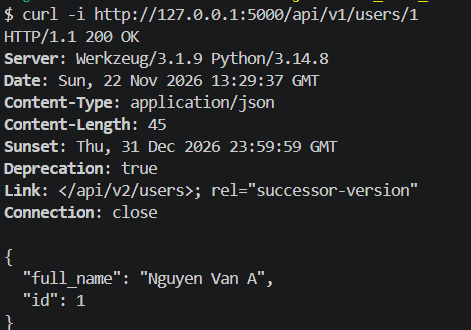 $ curl -i http://127.0.0.1:5000/api/v1/users/1
HTTP/1.1 200 OK
Server: Werkzeug/3.1.9 Python/3.14.8
Date: Sun, 22 Nov 2026 13:29:37 GMT
Content-Type: application/json
Content-Length: 45
Sunset: Thu, 31 Dec 2026 23:59:59 GMT
Deprecation: true
Link: </api/v2/users>; rel="successor-version"
Connection: close

{
  "full_name": "Nguyen Van A",
  "id": 1
}